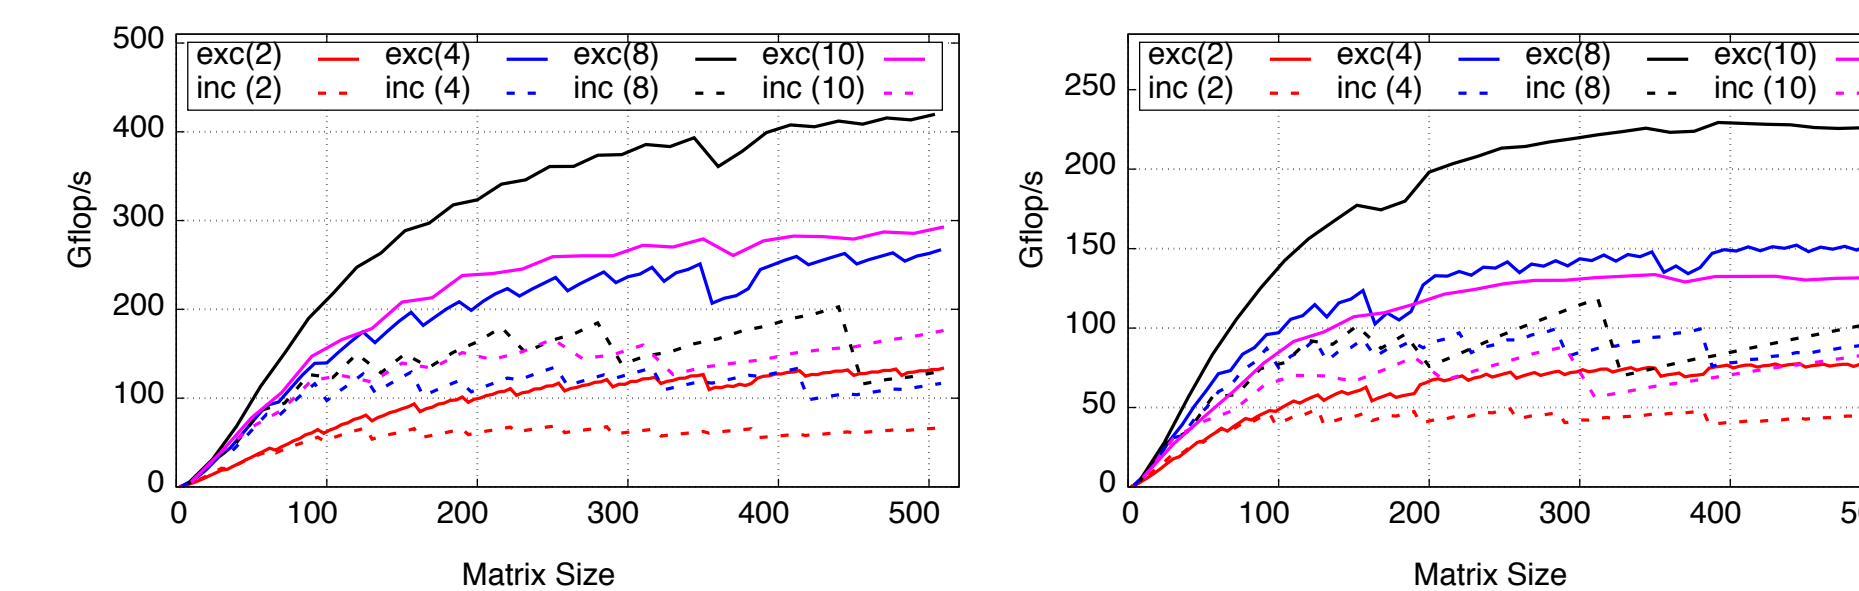 500
400
300
200
100
0
Gflop/s
exc(2) exc(4) exc(8) exc(10)
inc (2) inc (4) inc (8) inc (10)
0 100 200 300 400 500
Matrix Size
250
200
150
100
50
0
Gflop/s
exc(2) exc(4) exc(8) exc(10)
inc (2) inc (4) inc (8) inc (10)
0 100 200 300 400
Matrix Size